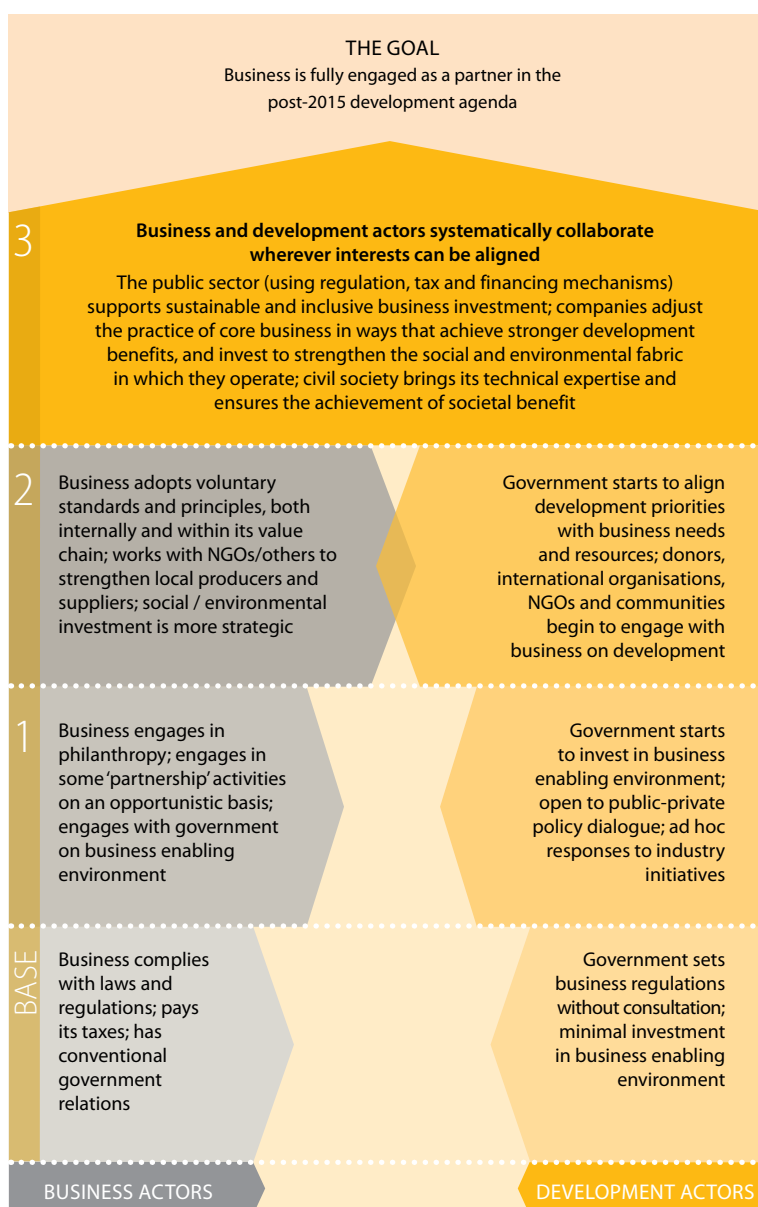 THE GOAL
Business is fully engaged as a partner in the
post-2015 development agenda
3
Business and development actors systematically collaborate
wherever interests can be aligned
The public sector (using regulation, tax and financing mechanisms)
supports sustainable and inclusive business investment; companies adjust
the practice of core business in ways that achieve stronger development
benefits, and invest to strengthen the social and environmental fabric
in which they operate; civil society brings its technical expertise and
ensures the achievement of societal benefit
2
Business adopts voluntary
standards and principles, both
internally and within its value
chain; works with NGOs/others to
strengthen local producers and
suppliers; social / environmental
investment is more strategic
Government starts to align
development priorities
with business needs
and resources; donors,
international organisations,
NGOs and communities
begin to engage with
business on development
1
Business engages in
philanthropy; engages in
some 'partnership' activities
on an opportunistic basis;
engages with government
on business enabling
environment
Government starts
to invest in business
enabling environment;
open to public-private
policy dialogue; ad hoc
responses to industry
initiatives
BASE
Business complies
with laws and
regulations; pays
its taxes; has
conventional
government
relations
Government sets
business regulations
without consultation;
minimal investment
in business enabling
environment
BUSINESS ACTORS
DEVELOPMENT ACTORS